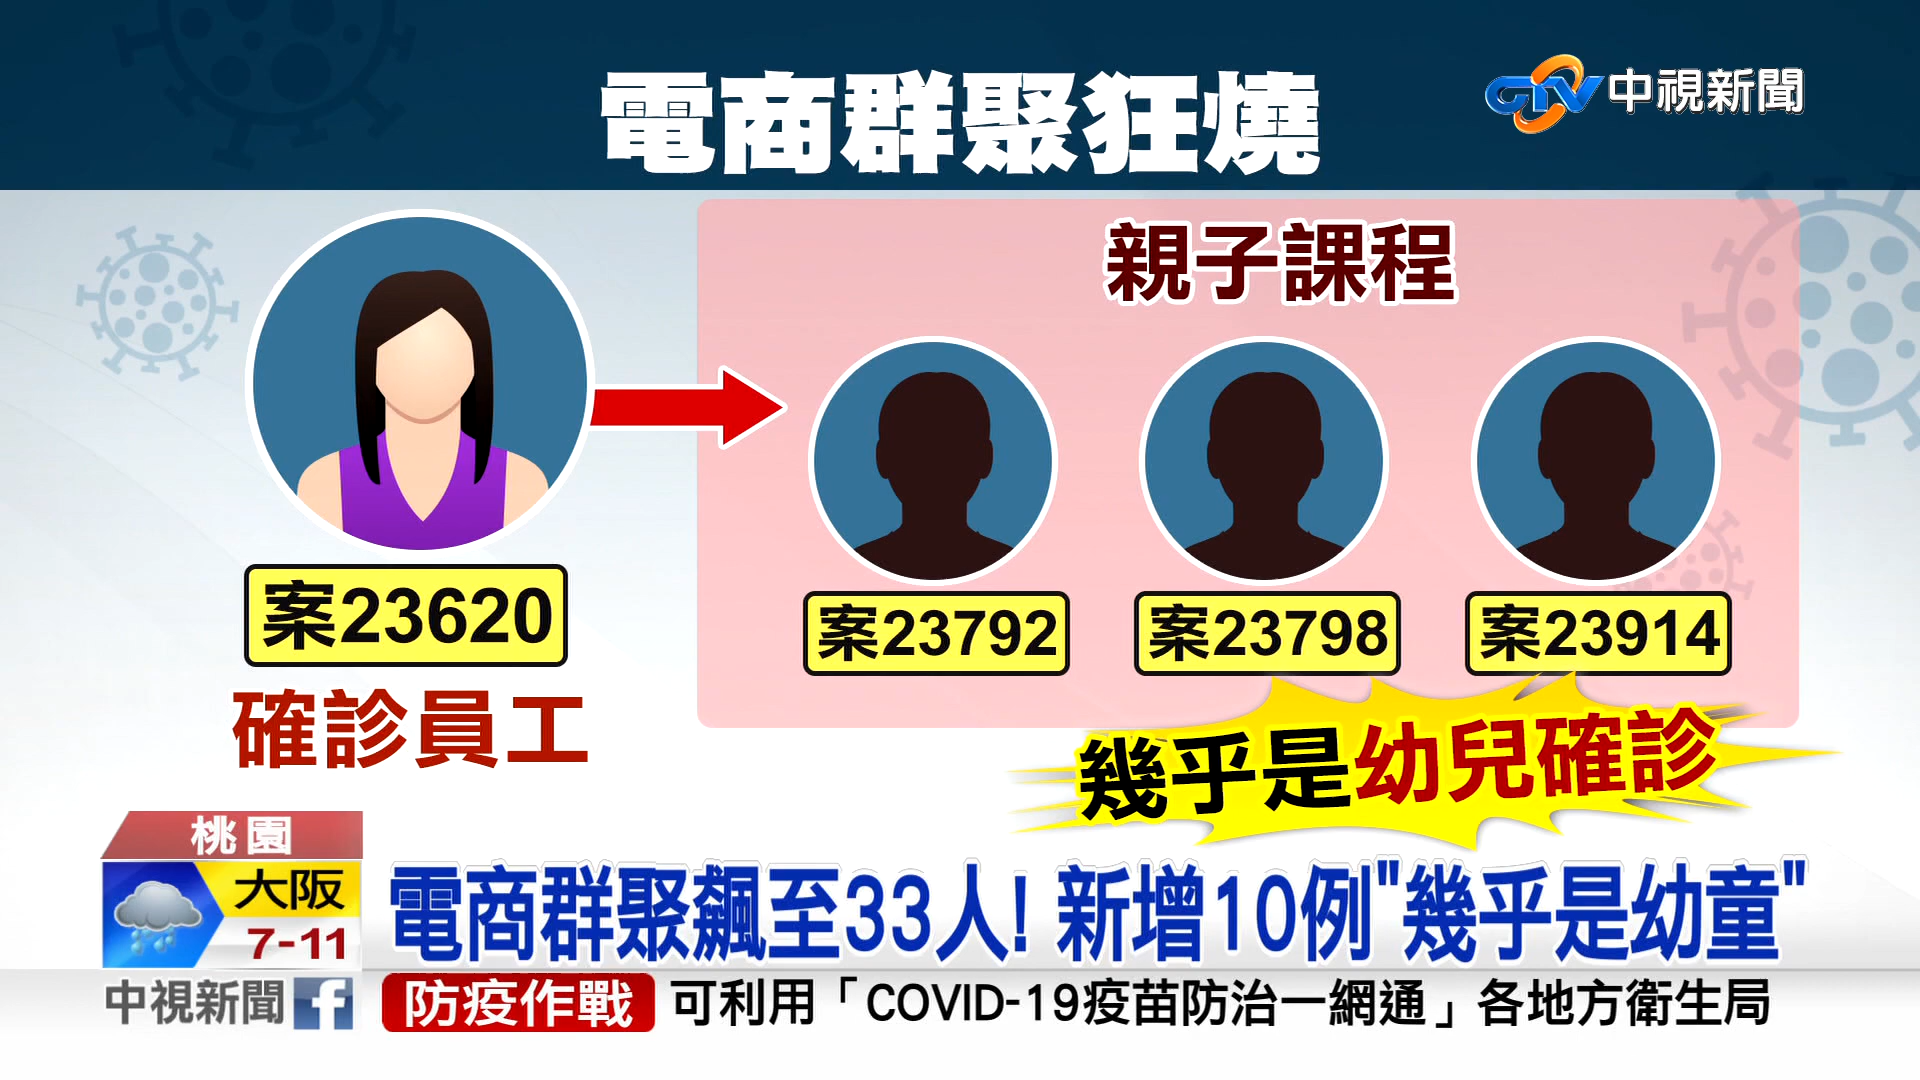 電商群聚狂燒
CTV中視新聞
親子課程
案23620
案23792
案23798
案23914
確診員工
幾乎是幼兒確診
桃園
大阪
7-11
電商群聚飆至33人! 新增10例"幾乎是幼童"
中視新聞 f
防疫作戰 可利用「COVID-19疫苗防治一網通」各地方衛生局